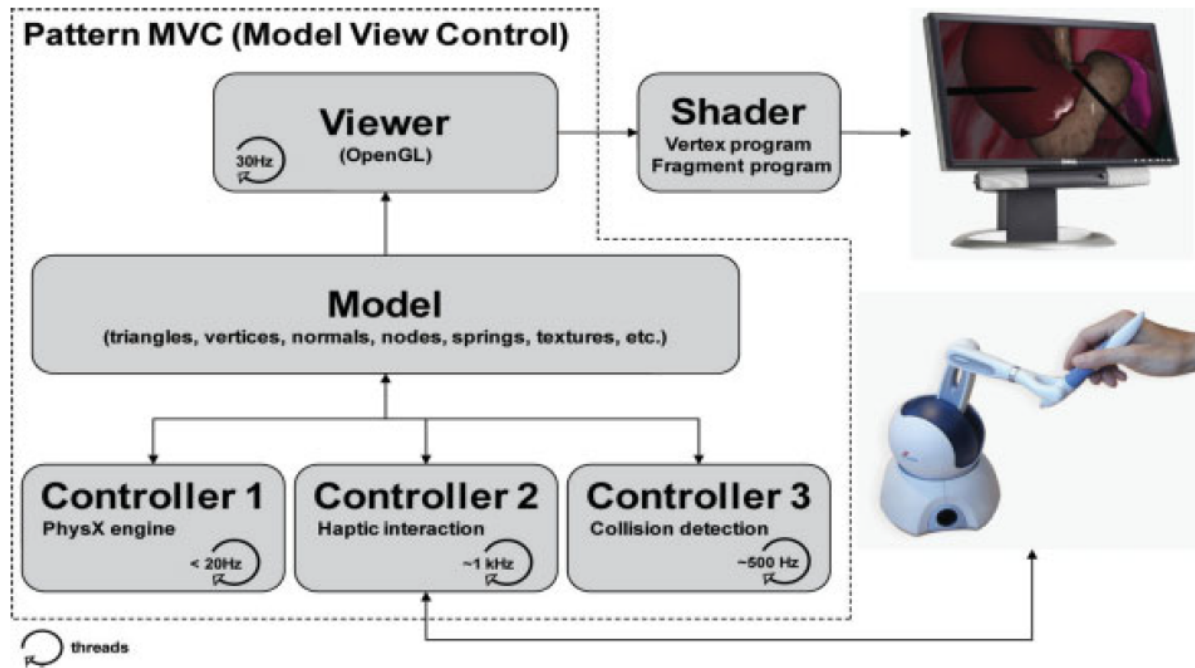 Pattern MVC (Model View Control)
Viewer
(OpenGL)
30Hz
Shader
Vertex program
Fragment program
Model
(triangles, vertices, normals, nodes, springs, textures, etc.)
Controller 1
PhysX engine
< 20Hz
Controller 2
Haptic interaction
~1 kHz
Controller 3
Collision detection
~500 Hz
threads